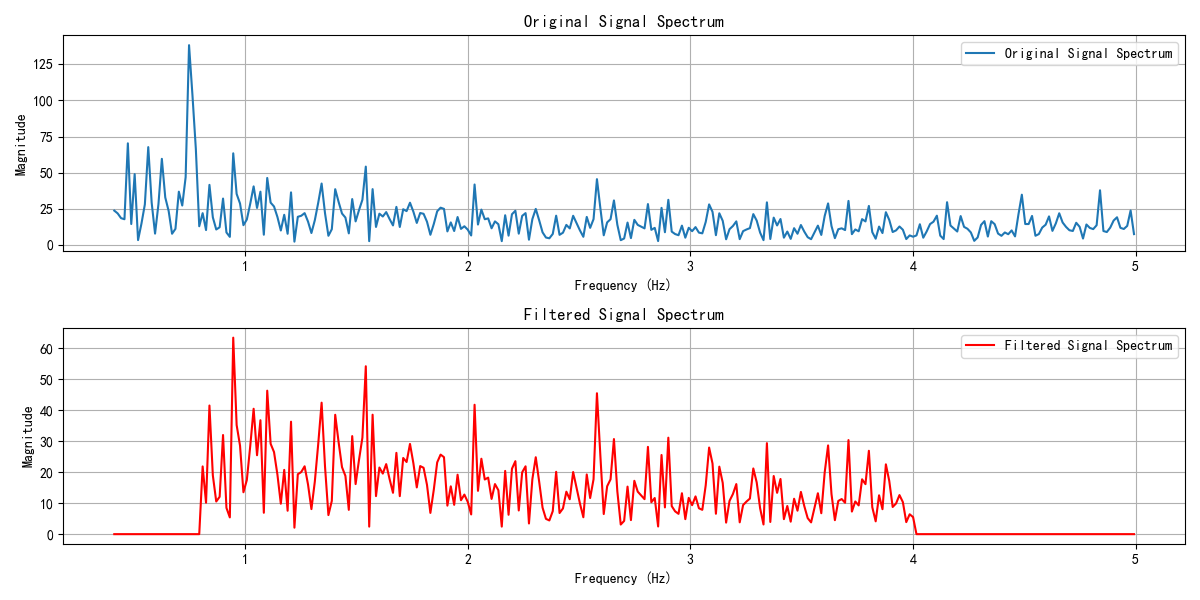 Original Signal Spectrum
Original Signal Spectrum
Magnitude
125
100
75
50
25
0
1 2 3 4 5
Frequency (Hz)
Filtered Signal Spectrum
Filtered Signal Spectrum
Magnitude
60
50
40
30
20
10
0
1 2 3 4 5
Frequency (Hz)